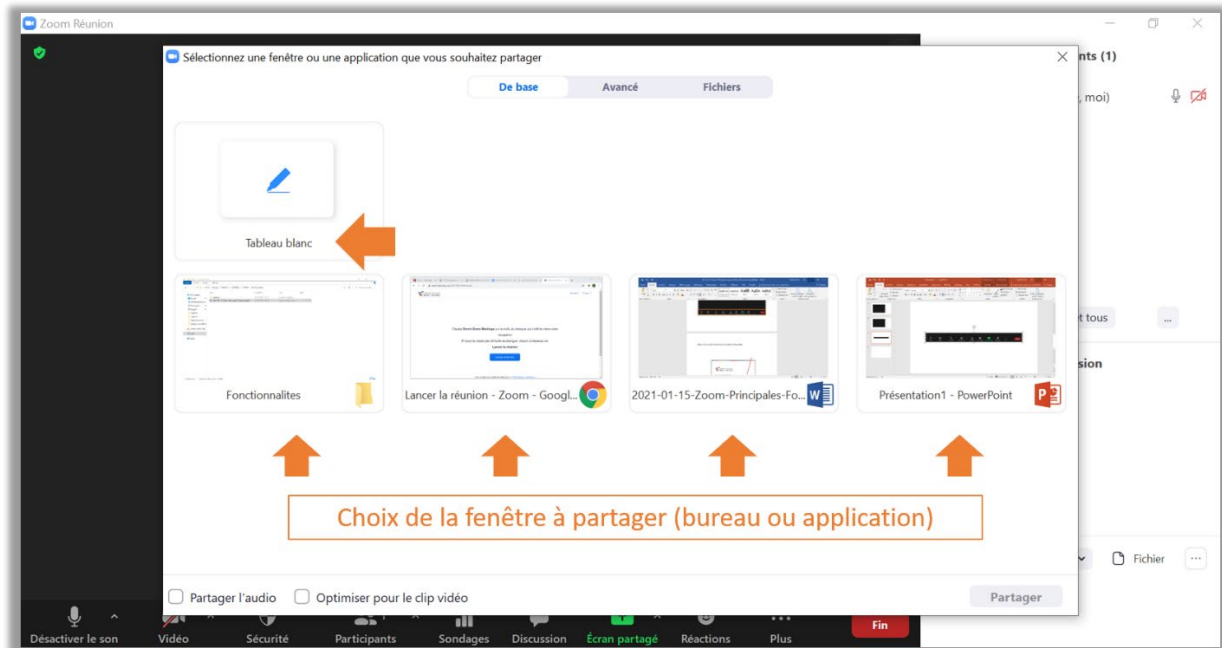 Zoom Réunion
Sélectionnez une fenêtre ou une application que vous souhaitez partager
nts (1)
De base Avancé Fichiers
, moi)
Tableau blanc
t tous ...
sion
Fonctionnalites
Lancer la réunion - Zoom - Googl...
2021-01-15-Zoom-Principales-Fo...
Présentation1 - PowerPoint
Choix de la fenêtre à partager (bureau ou application)
Fichier ...
Partager l'audio Optimiser pour le clip vidéo Partager
Désactiver le son Vidéo Sécurité Participants Sondages Discussion Écran partagé Réactions Plus Fin